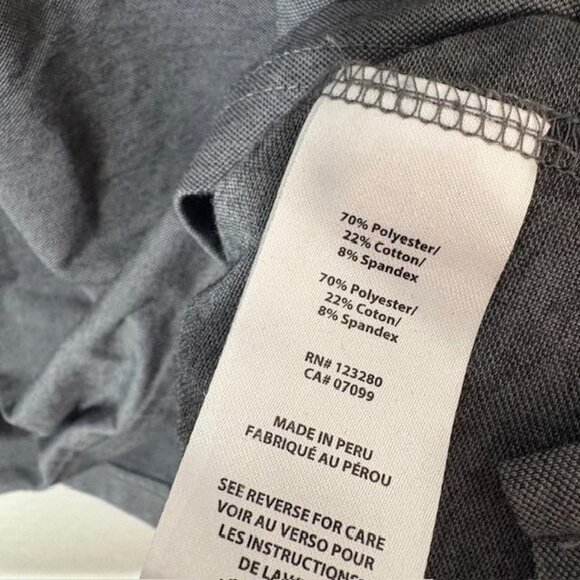 70% Polyester/
22% Cotton/
8% Spandex
70% Polyester/
22% Coton/
8% Spandex
RN# 123280
CA# 07099
MADE IN PERU
FABRIQUÉ AU PÉROU
SEE REVERSE FOR CARE
VOIR AU VERSO POUR
LES INSTRUCTIONS